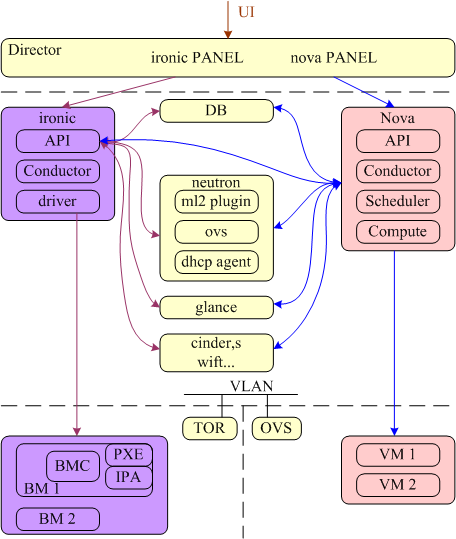 UI
Director
ironic PANEL
nova PANEL
ironic
API
Conductor
driver
DB
neutron
ml2 plugin
ovs
dhcp agent
glance
cinder,s
wift...
Nova
API
Conductor
Scheduler
Compute
VLAN
TOR
OVS
BMC
PXE
IPA
BM 1
BM 2
VM 1
VM 2